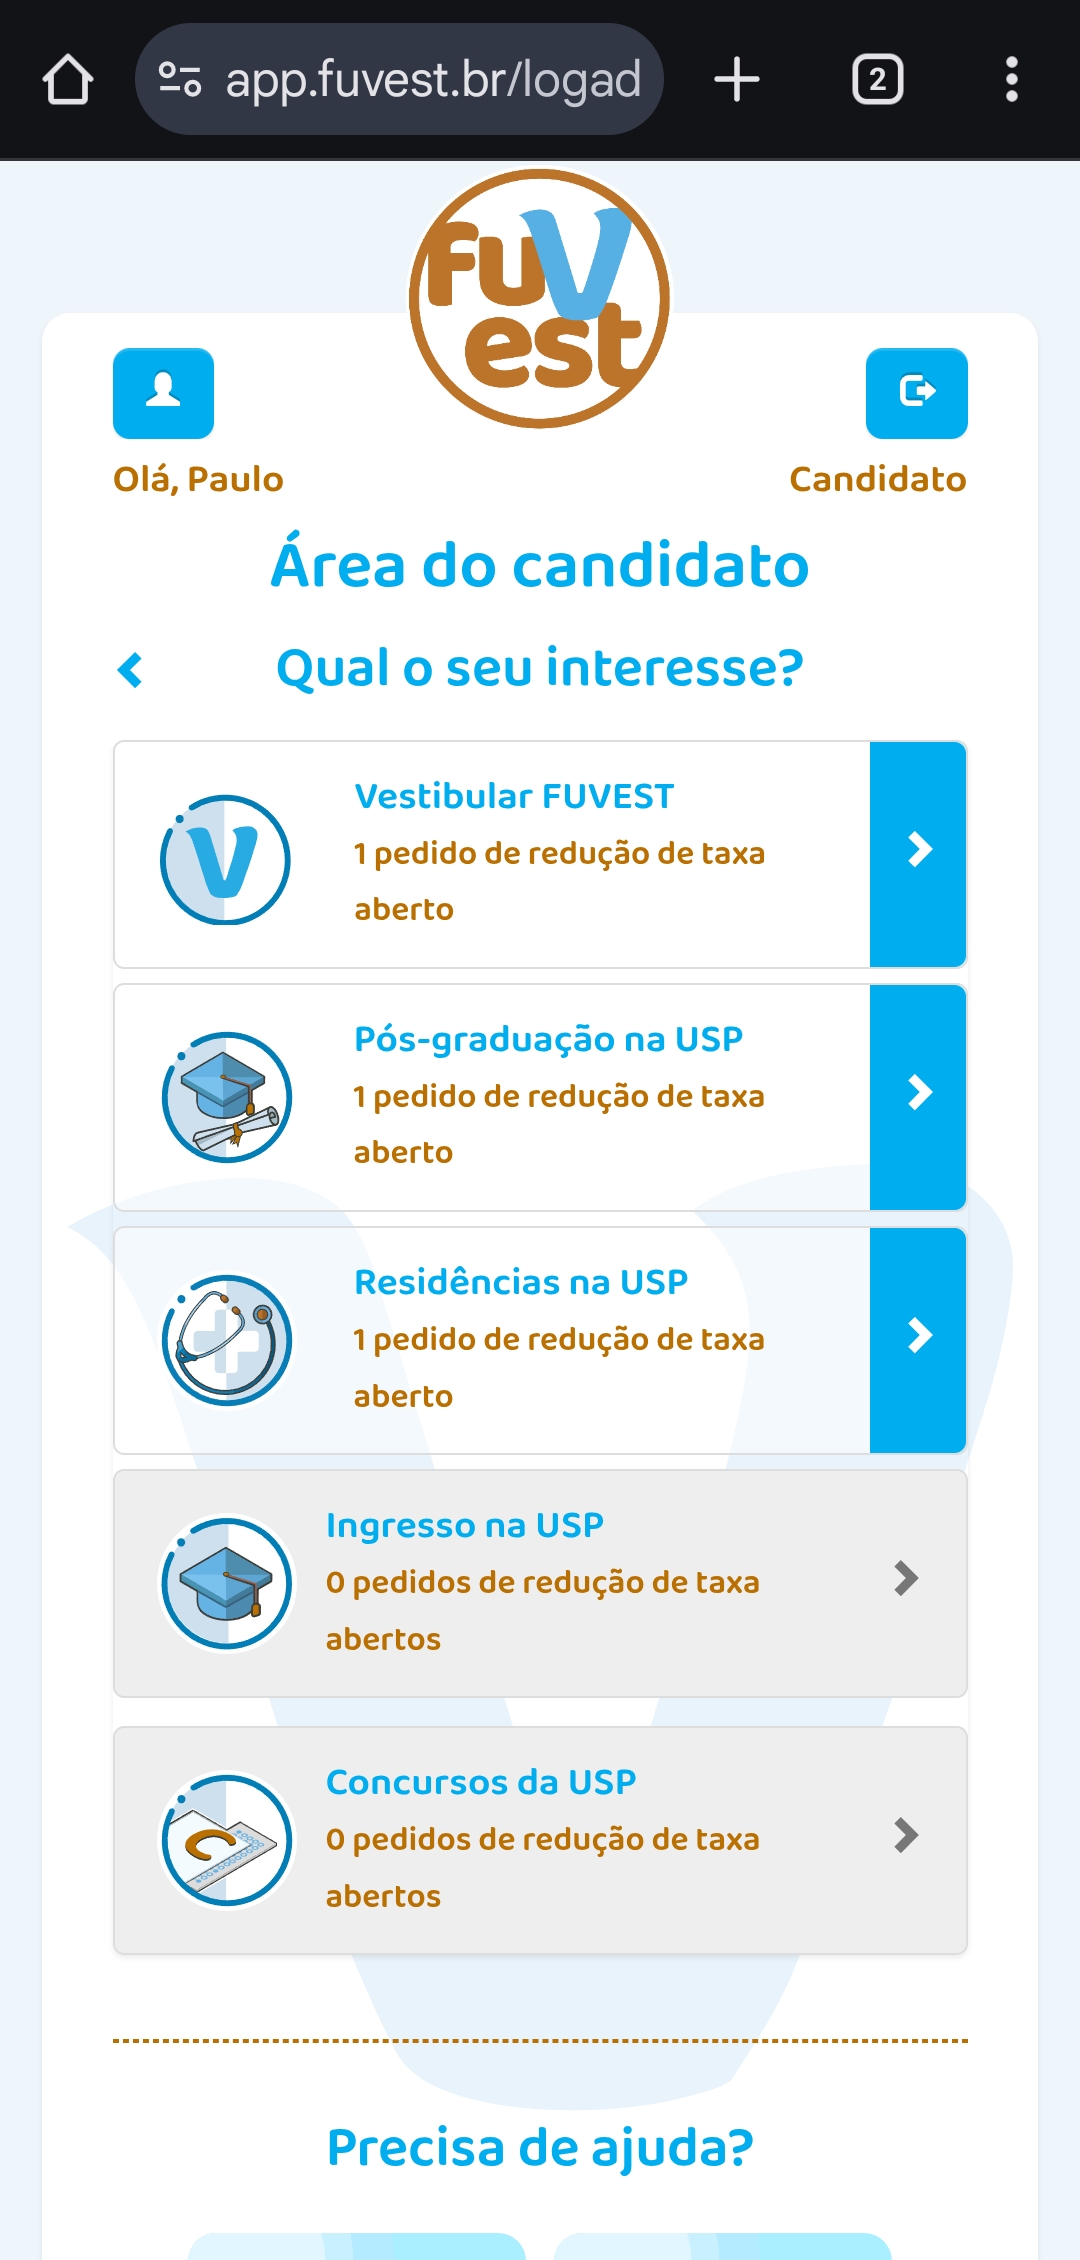 app.fuvest.br/logad
2
fuVest
Olá, Paulo
Candidato
Área do candidato
Qual o seu interesse?
Vestibular FUVEST
1 pedido de redução de taxa
aberto
Pós-graduação na USP
1 pedido de redução de taxa
aberto
Residências na USP
1 pedido de redução de taxa
aberto
Ingresso na USP
0 pedidos de redução de taxa
abertos
Concursos da USP
0 pedidos de redução de taxa
abertos
Precisa de ajuda?